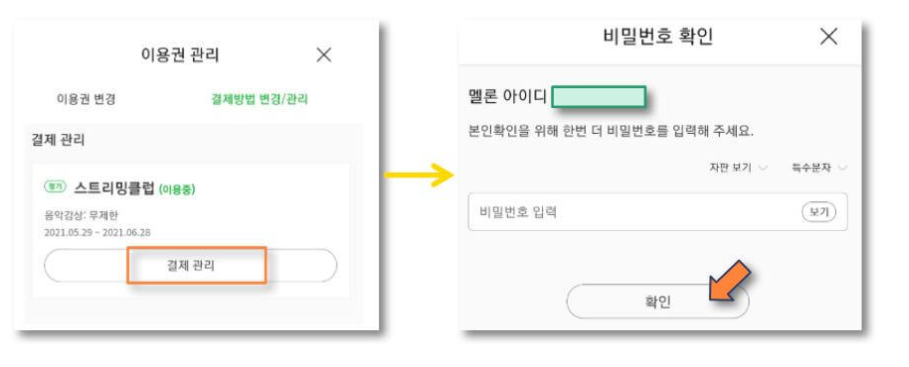 이용권 관리
이용권 변경
결제방법 변경/관리
결제 관리
정기 스트리밍클럽 (이용중)
음악감상: 무제한
2021.05.29 ~ 2021.06.28
결제 관리
비밀번호 확인
멜론 아이디
본인확인을 위해 한번 더 비밀번호를 입력해 주세요.
자판 보기 특수문자
비밀번호 입력 보기
확인